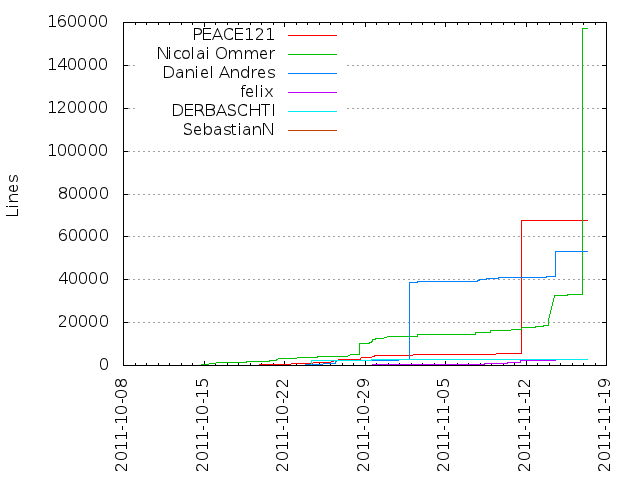 160000
140000
120000
100000
80000
60000
40000
20000
0
Lines
PEACE121
Nicolai Ommer
Daniel Andres
felix
DERBASCHTI
SebastianN
2011-10-08
2011-10-15
2011-10-22
2011-10-29
2011-11-05
2011-11-12
2011-11-19